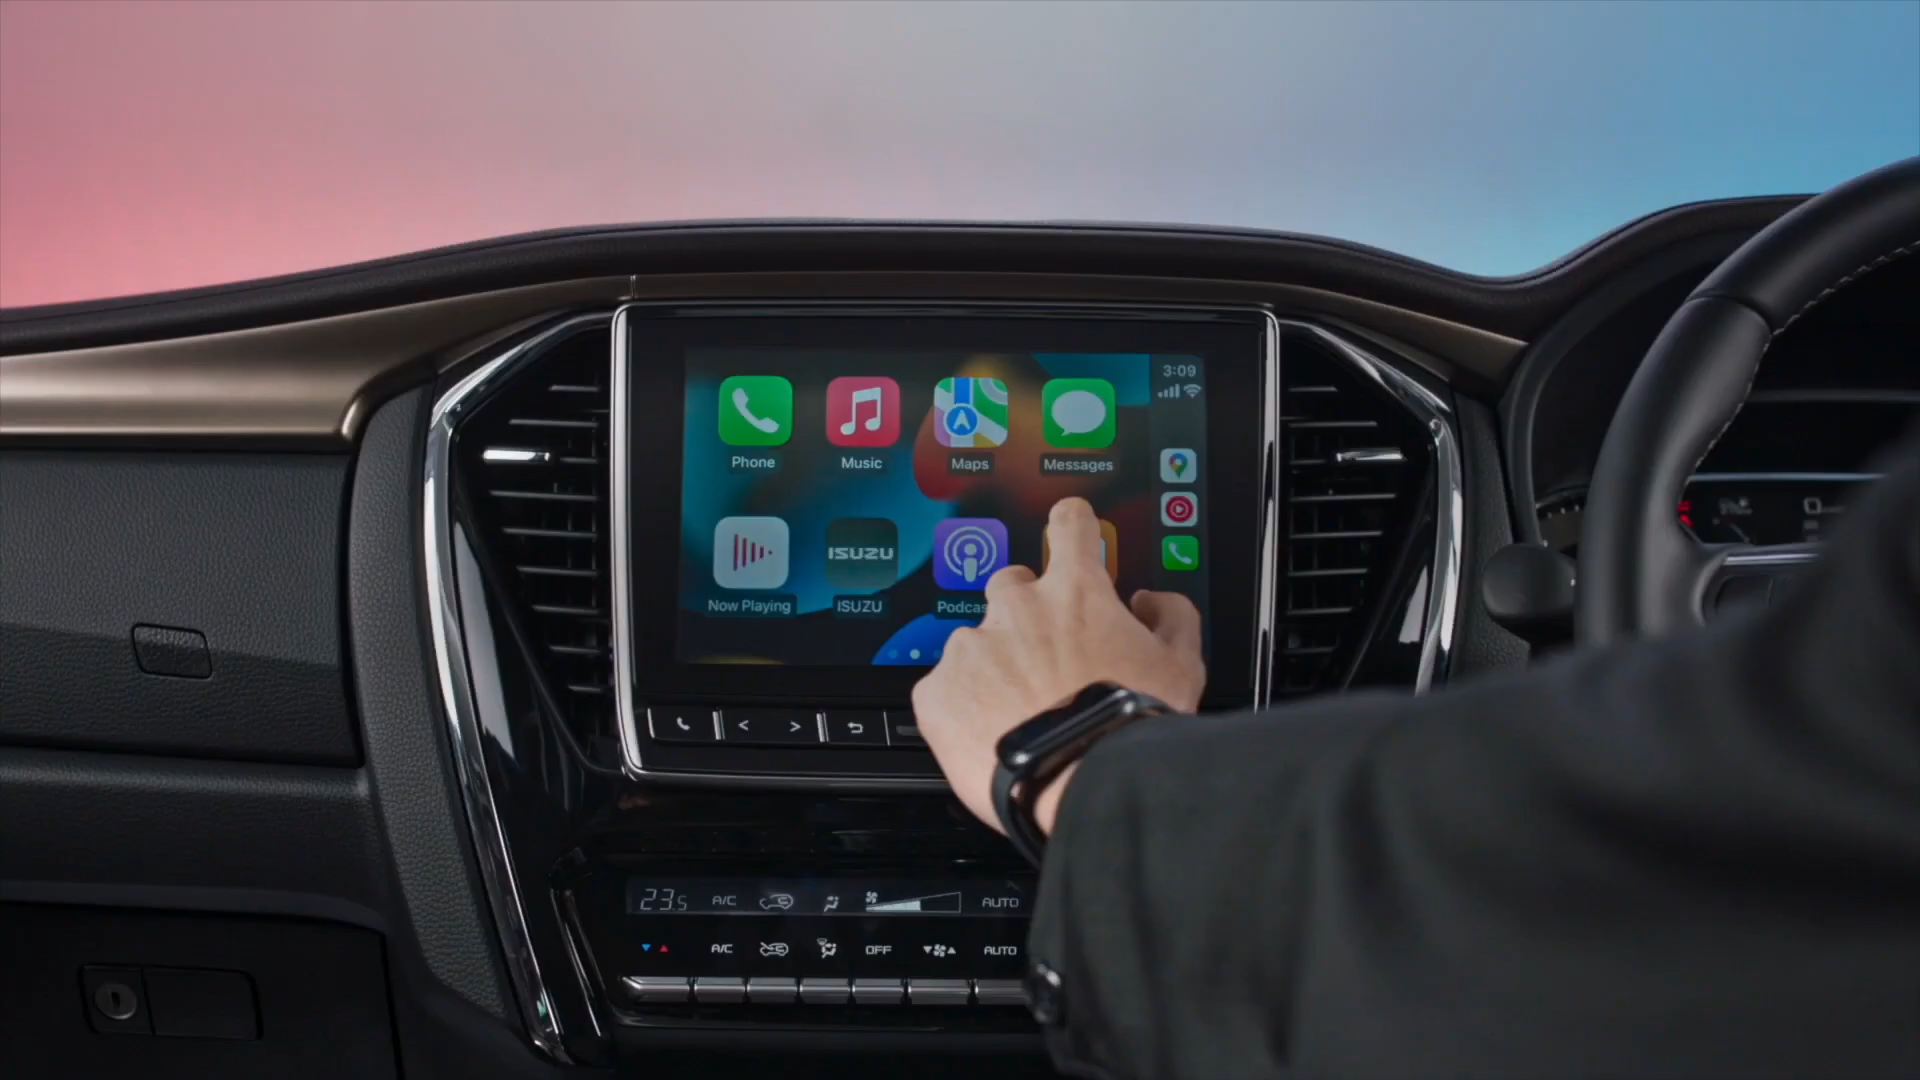 3:09
Phone
Music
Maps
Messages
ISUZU
Now Playing
ISUZU
23.5
A/C
AUTO
A/C
OFF
AUTO